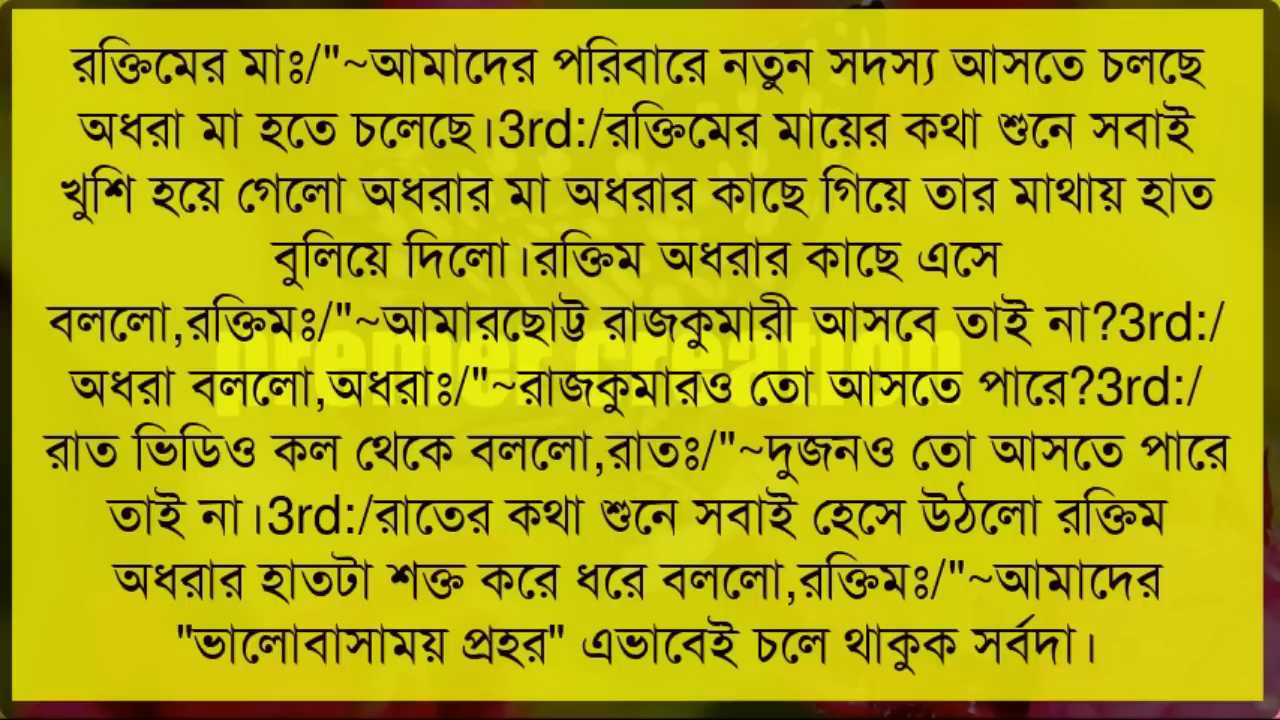 রক্তিমের মাঃ/"~আমাদের পরিবারে নতুন সদস্য আসতে চলছে
অধরা মা হতে চলেছে।3rd:/রক্তিমের মায়ের কথা শুনে সবাই
খুশি হয়ে গেলো অধরার মা অধরার কাছে গিয়ে তার মাথায় হাত
বুলিয়ে দিলো।রক্তিম অধরার কাছে এসে
বললো,রক্তিমঃ/"~আমারছোট্ট রাজকুমারী আসবে তাই না?3rd:/
অধরা বললো,অধরাঃ/"~রাজকুমারও তো আসতে পারে?3rd:/
রাত ভিডিও কল থেকে বললো,রাতঃ/"~দুজনও তো আসতে পারে
তাই না।3rd:/রাতের কথা শুনে সবাই হেসে উঠলো রক্তিম
অধরার হাতটা শক্ত করে ধরে বললো,রক্তিমঃ/"~আমাদের
"ভালোবাসাময় প্রহর" এভাবেই চলে থাকুক সর্বদা।
premer creation